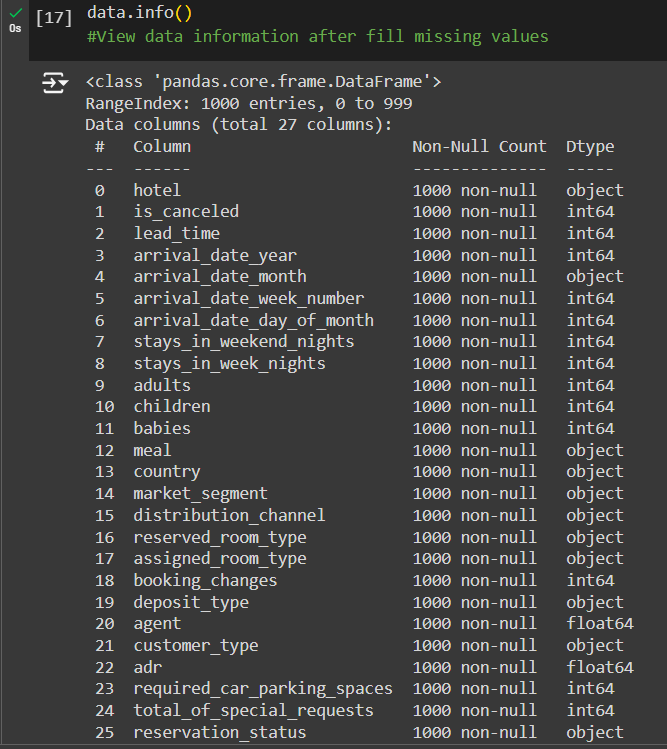 [17] data.info()
0s
#View data information after fill missing values
<class 'pandas.core.frame.DataFrame'>
RangeIndex: 1000 entries, 0 to 999
Data columns (total 27 columns):
 #   Column                       Non-Null Count  Dtype
---  ------                       --------------  -----
 0   hotel                        1000 non-null   object
 1   is_canceled                  1000 non-null   int64
 2   lead_time                    1000 non-null   int64
 3   arrival_date_year            1000 non-null   int64
 4   arrival_date_month           1000 non-null   object
 5   arrival_date_week_number     1000 non-null   int64
 6   arrival_date_day_of_month    1000 non-null   int64
 7   stays_in_weekend_nights      1000 non-null   int64
 8   stays_in_week_nights         1000 non-null   int64
 9   adults                       1000 non-null   int64
 10  children                     1000 non-null   int64
 11  babies                       1000 non-null   int64
 12  meal                         1000 non-null   object
 13  country                      1000 non-null   object
 14  market_segment               1000 non-null   object
 15  distribution_channel         1000 non-null   object
 16  reserved_room_type           1000 non-null   object
 17  assigned_room_type           1000 non-null   object
 18  booking_changes              1000 non-null   int64
 19  deposit_type                 1000 non-null   object
 20  agent                        1000 non-null   float64
 21  customer_type                1000 non-null   object
 22  adr                          1000 non-null   float64
 23  required_car_parking_spaces  1000 non-null   int64
 24  total_of_special_requests    1000 non-null   int64
 25  reservation_status           1000 non-null   object